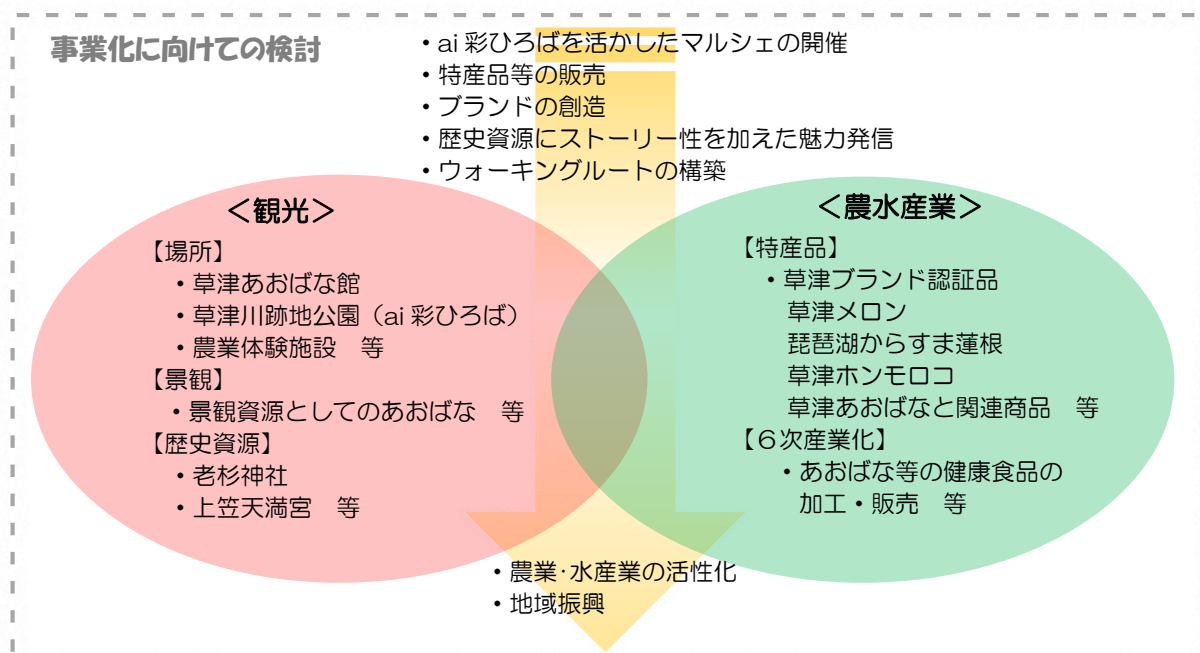 事業化に向けての検討
・ai彩ひろばを活かしたマルシェの開催
・特産品等の販売
・ブランドの創造
・歴史資源にストーリー性を加えた魅力発信
・ウォーキングルートの構築
＜観光＞
【場所】
・草津あおばな館
・草津川跡地公園（ai彩ひろば）
・農業体験施設　等
【景観】
・景観資源としてのあおばな　等
【歴史資源】
・老杉神社
・上笠天満宮　等
＜農水産業＞
【特産品】
・草津ブランド認証品
草津メロン
琵琶湖からすま蓮根
草津ホンモロコ
草津あおばなと関連商品　等
【６次産業化】
・あおばな等の健康食品の
加工・販売　等
・農業･水産業の活性化
・地域振興